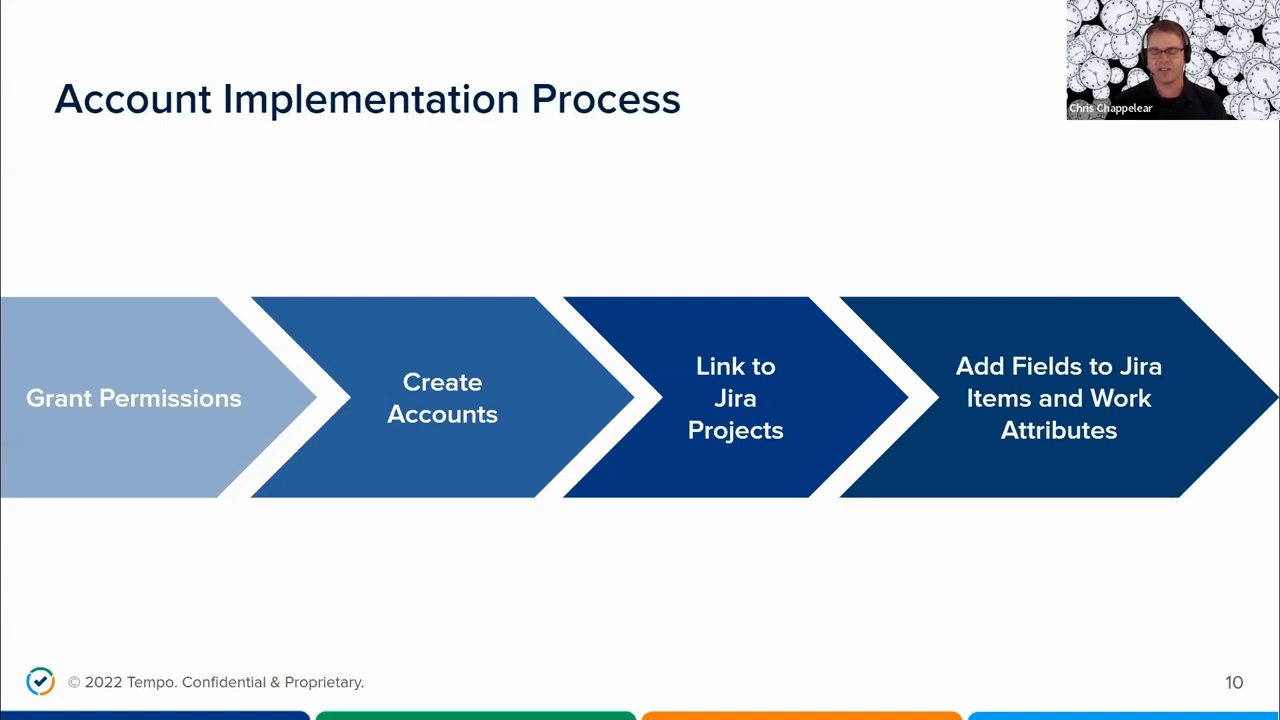 Account Implementation Process
Chris Chappelear
Grant Permissions
Create
Accounts
Link to
Jira
Projects
Add Fields to Jira
Items and Work
Attributes
© 2022 Tempo. Confidential & Proprietary.
10